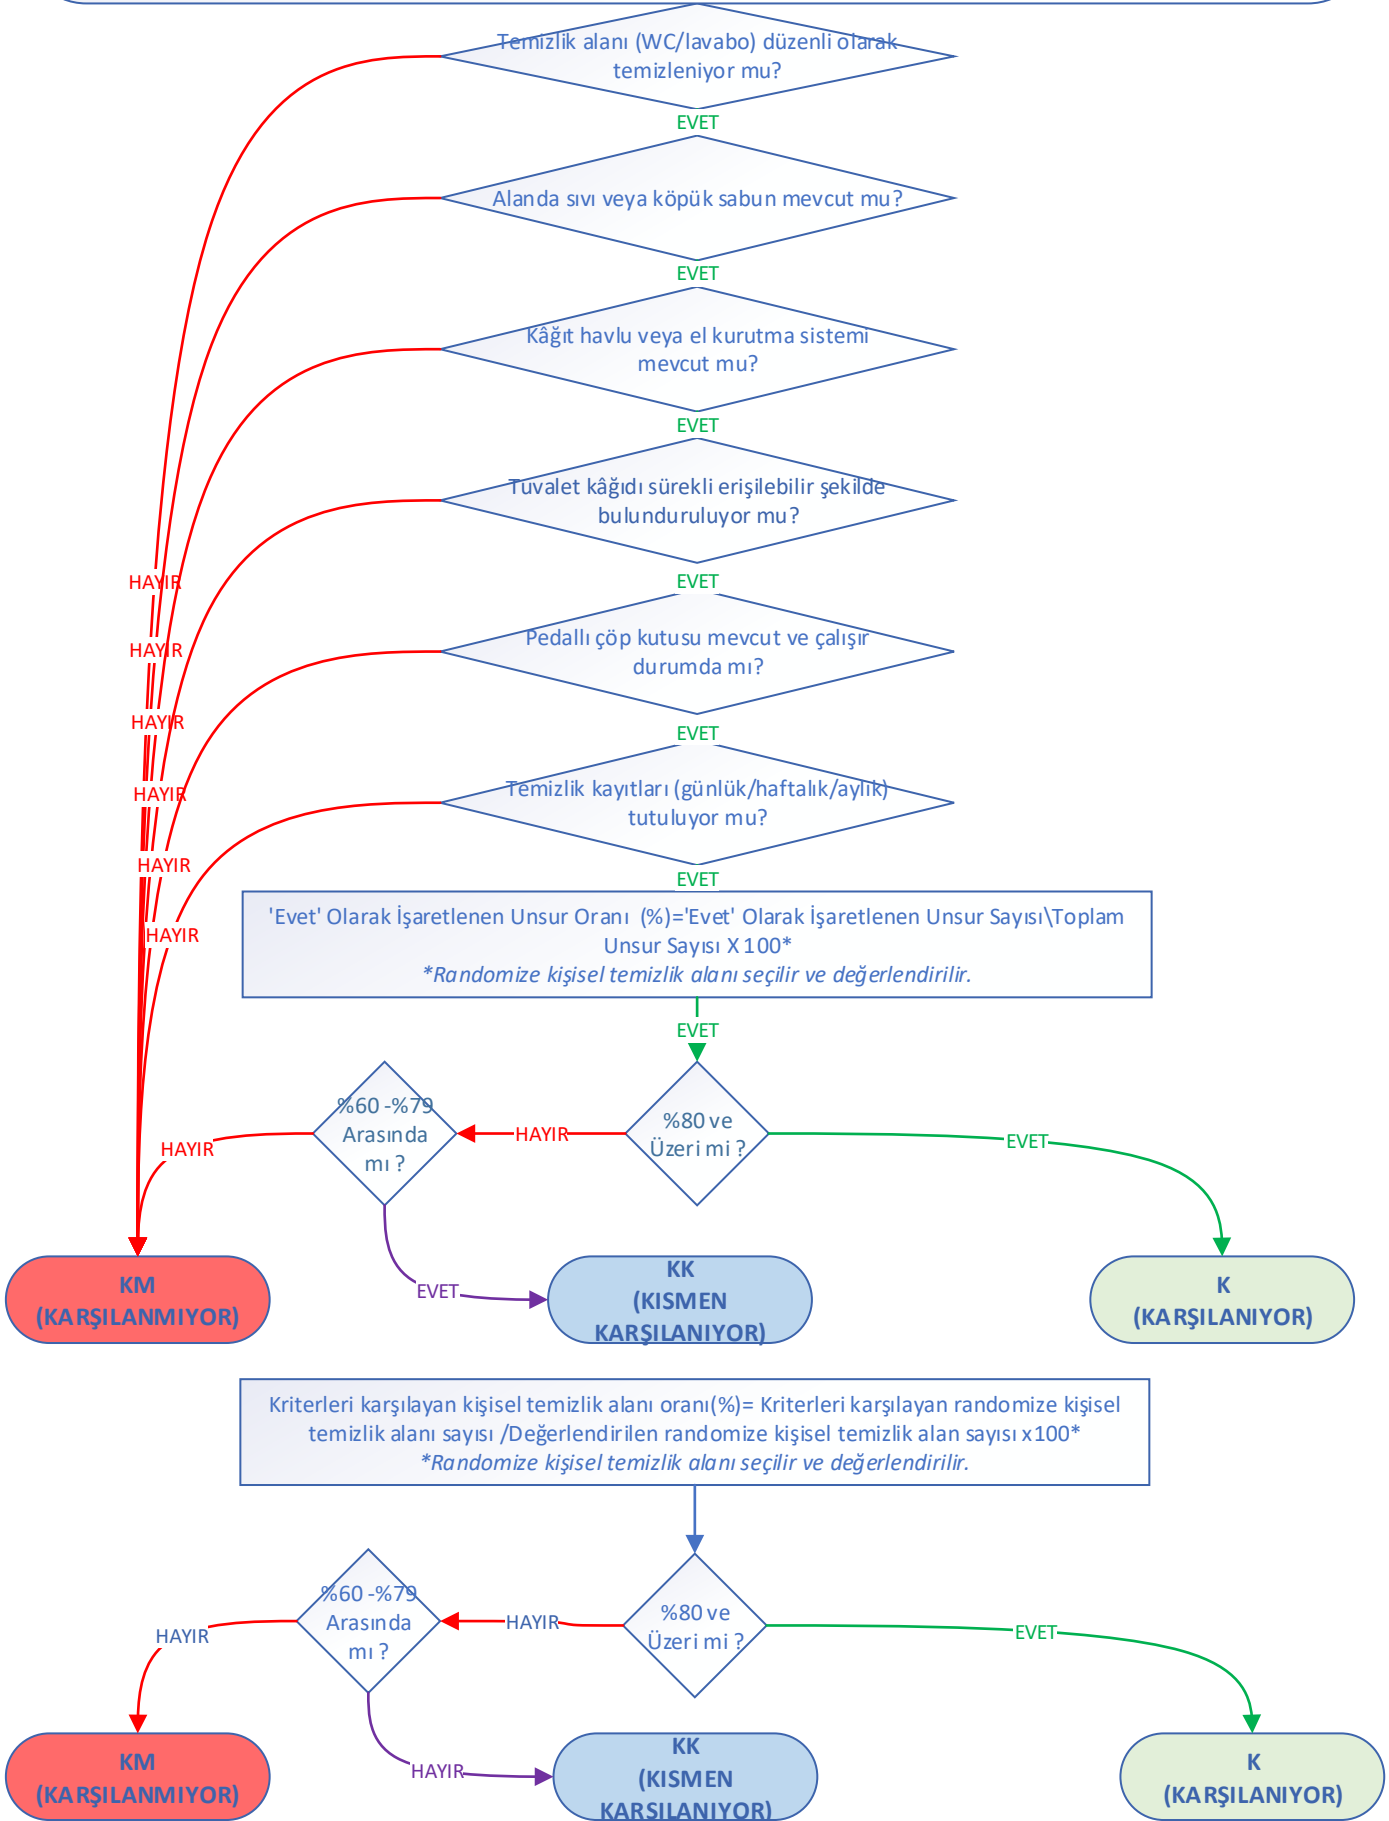 Temizlik alanı (WC/lavabo) düzenli olarak
temizleniyor mu?
EVET
Alanda sıvı veya köpük sabun mevcut mu?
EVET
Kâğıt havlu veya el kurutma sistemi
mevcut mu?
EVET
Tuvalet kâğıdı sürekli erişilebilir şekilde
bulunduruluyor mu?
EVET
HAYIR
Pedallı çöp kutusu mevcut ve çalışır
durumda mı?
HAYIR
HAYIR
EVET
Temizlik kayıtları (günlük/haftalık/aylık)
tutuluyor mu?
HAYIR
HAYIR
EVET
HAYIR
'Evet' Olarak İşaretlenen Unsur Oranı (%)='Evet' Olarak İşaretlenen Unsur Sayısı\Toplam
Unsur Sayısı X 100*
*Randomize kişisel temizlik alanı seçilir ve değerlendirilir.
EVET
%60 -%79
Arasında
mı ?
%80 ve
Üzeri mi ?
HAYIR
HAYIR
EVET
EVET
KM
(KARŞILANMIYOR)
KK
(KISMEN
KARŞILANIYOR)
K
(KARŞILANIYOR)
Kriterleri karşılayan kişisel temizlik alanı oranı(%)= Kriterleri karşılayan randomize kişisel
temizlik alanı sayısı /Değerlendirilen randomize kişisel temizlik alan sayısı x100*
*Randomize kişisel temizlik alanı seçilir ve değerlendirilir.
%60 -%79
Arasında
mı ?
%80 ve
Üzeri mi ?
HAYIR
HAYIR
EVET
HAYIR
KM
(KARŞILANMIYOR)
KK
(KISMEN
KARŞILANIYOR)
K
(KARŞILANIYOR)